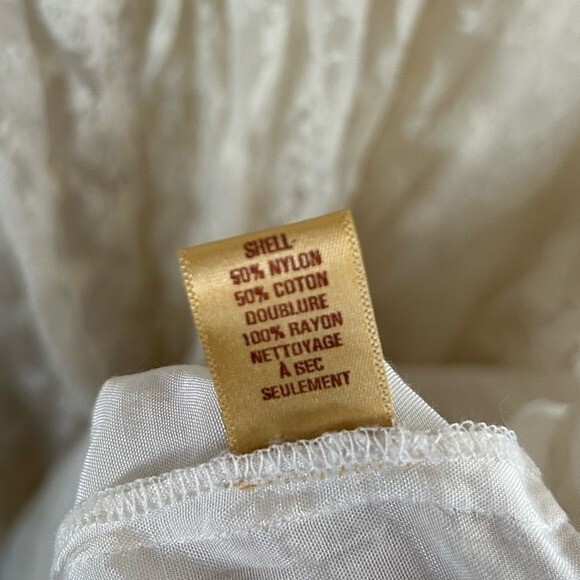 SHELL-
50% NYLON
50% COTON
DOUBLURE
100% RAYON
NETTOYAGE
À SEC
SEULEMENT